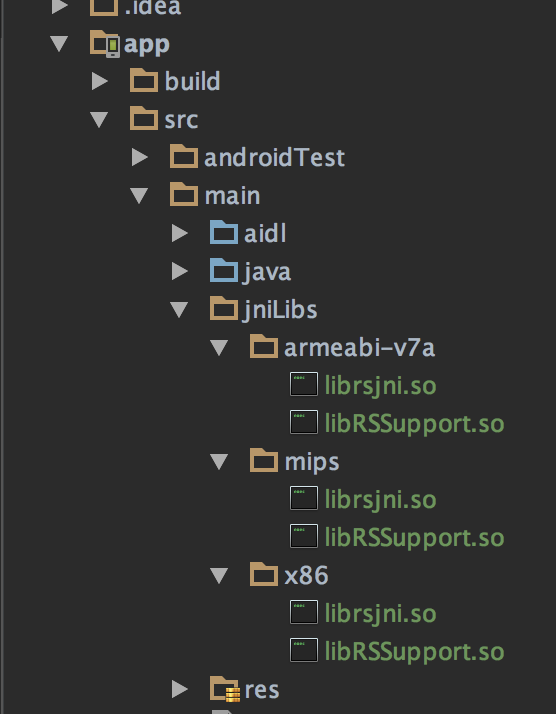 .idea
app
build
src
androidTest
main
aidl
java
jniLibs
armeabi-v7a
librsjni.so
libRSSupport.so
mips
librsjni.so
libRSSupport.so
x86
librsjni.so
libRSSupport.so
res